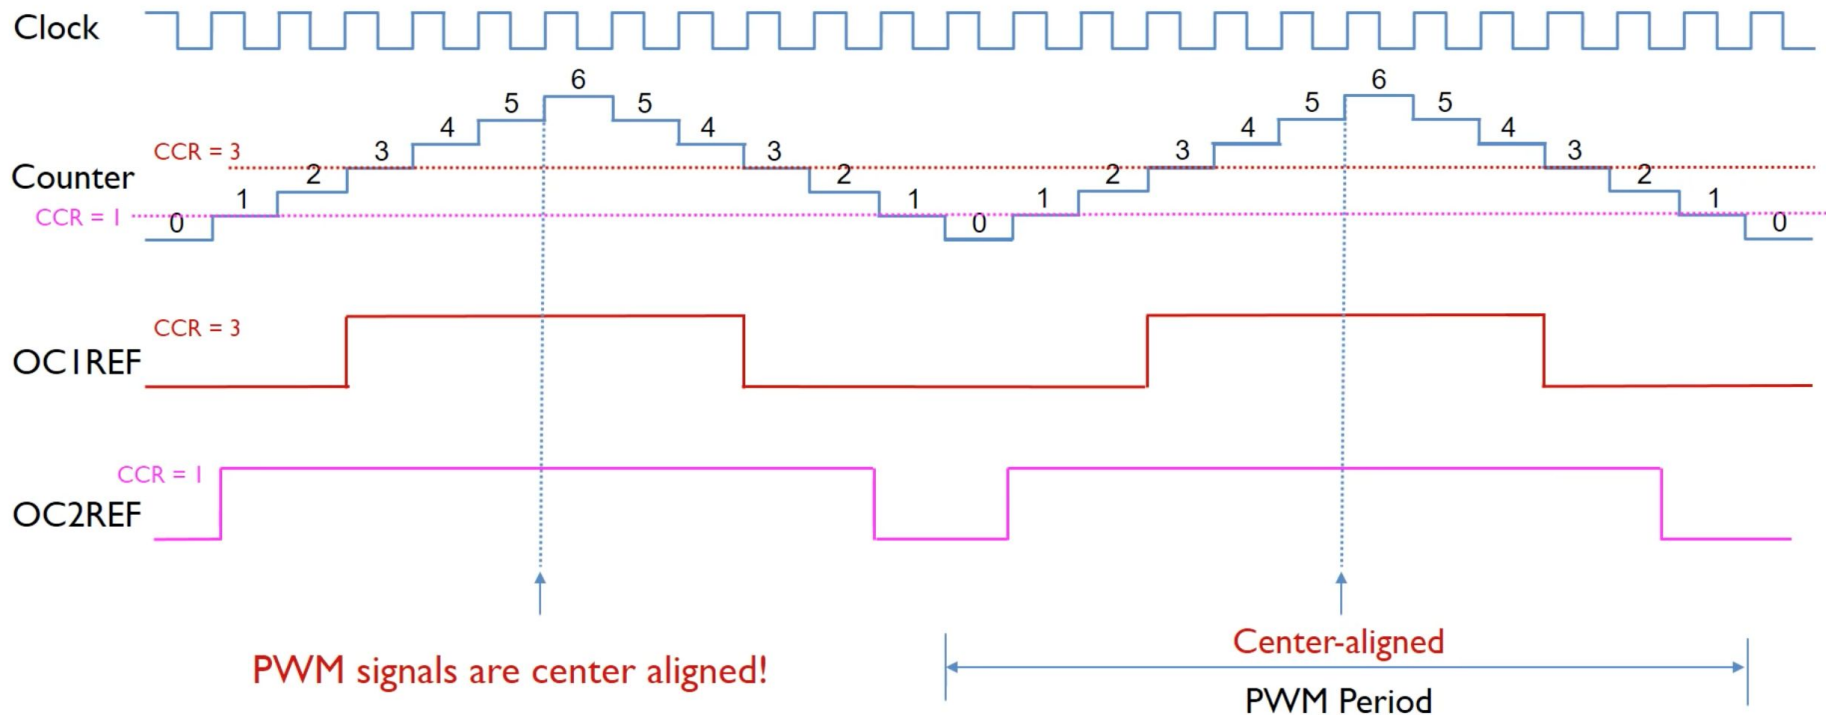 Clock
6 6
5 5 5 5
4 4 4 4
CCR = 3 3 3 3 3
Counter 2 2 2 2
1 1 1 1
CCR = 1 0 0 0
CCR = 3
OC1REF
CCR = 1
OC2REF
Center-aligned
PWM signals are center aligned!
PWM Period